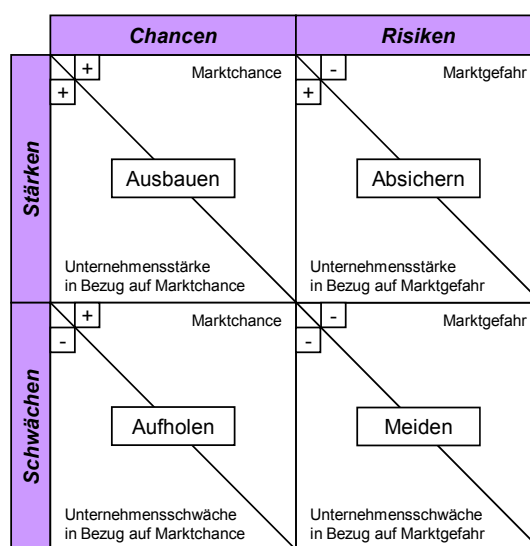 Chancen
Risiken
Stärken
+
Marktchance
+
Ausbauen
Unternehmensstärke
in Bezug auf Marktchance
-
Marktgefahr
+
Absichern
Unternehmensstärke
in Bezug auf Marktgefahr
Schwächen
+
Marktchance
-
Aufholen
Unternehmensschwäche
in Bezug auf Marktchance
-
Marktgefahr
-
Meiden
Unternehmensschwäche
in Bezug auf Marktgefahr